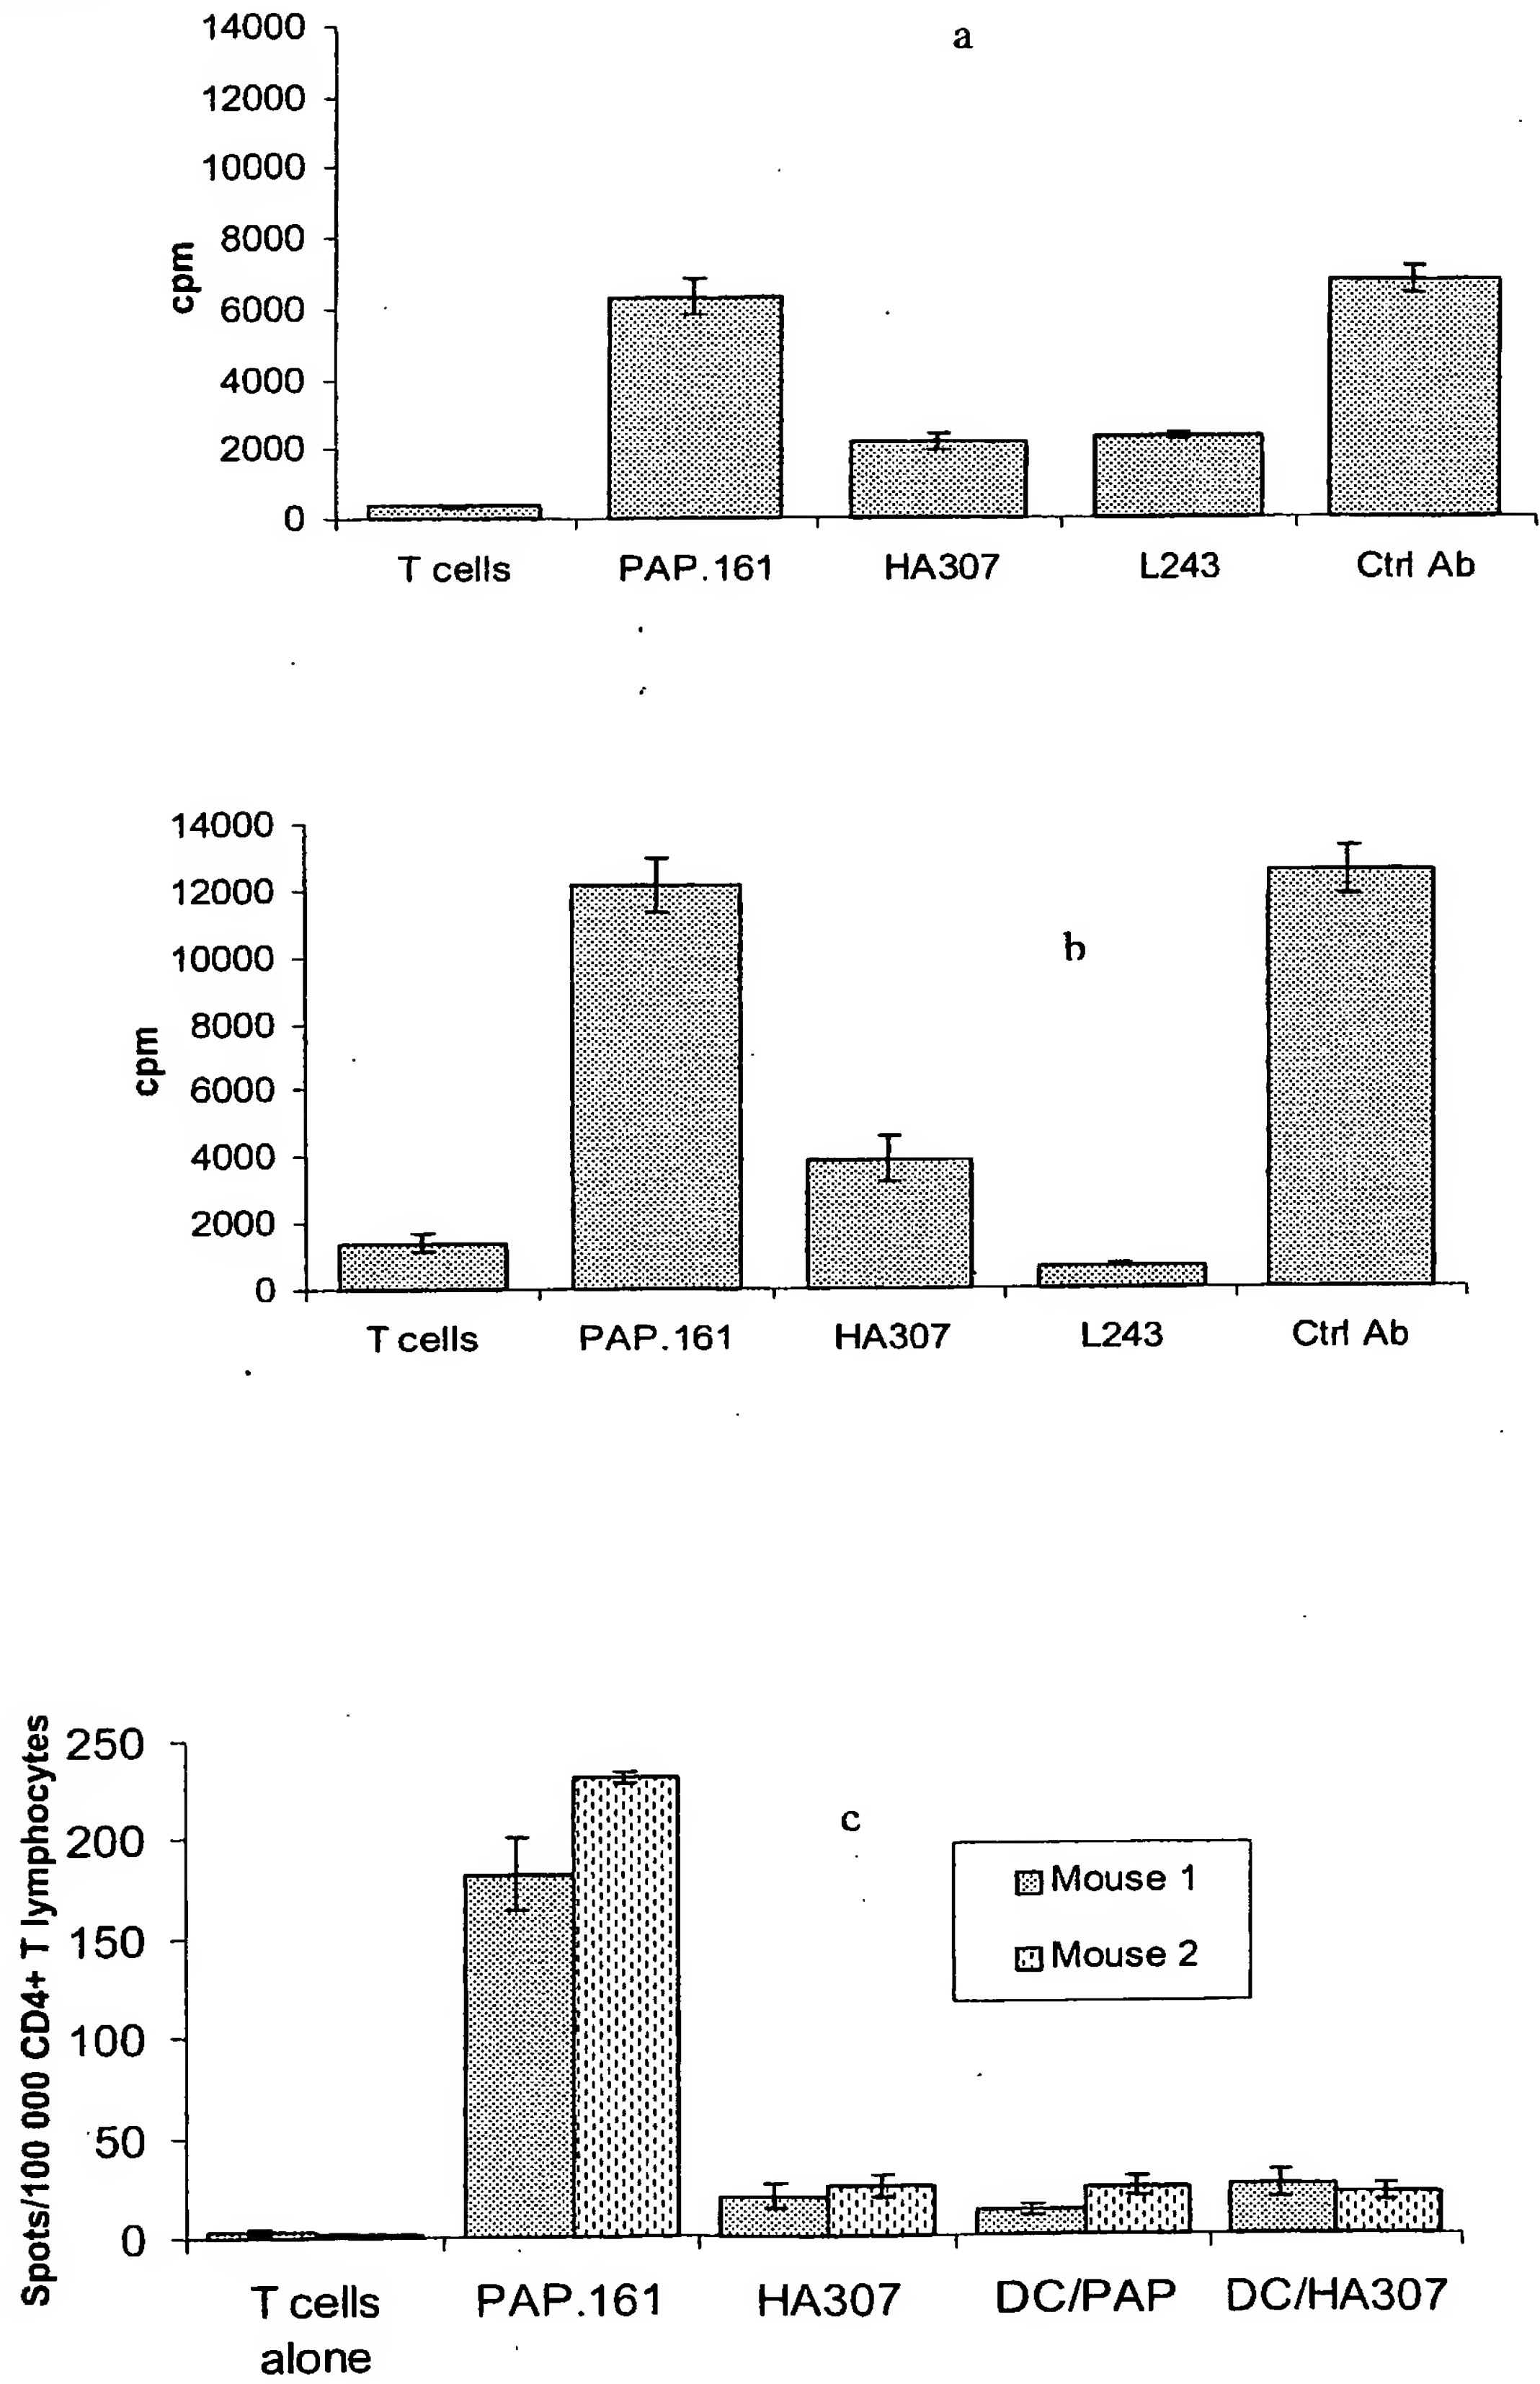 a
14000
12000
10000
8000
6000
4000
2000
0
cpm
T cells PAP.161 HA307 L243 Ctrl Ab
b
14000
12000
10000
8000
6000
4000
2000
0
cpm
T cells PAP.161 HA307 L243 Ctrl Ab
c
250
200
150
100
50
0
Spots/100 000 CD4+ T lymphocytes
Mouse 1
Mouse 2
T cells alone PAP.161 HA307 DC/PAP DC/HA307